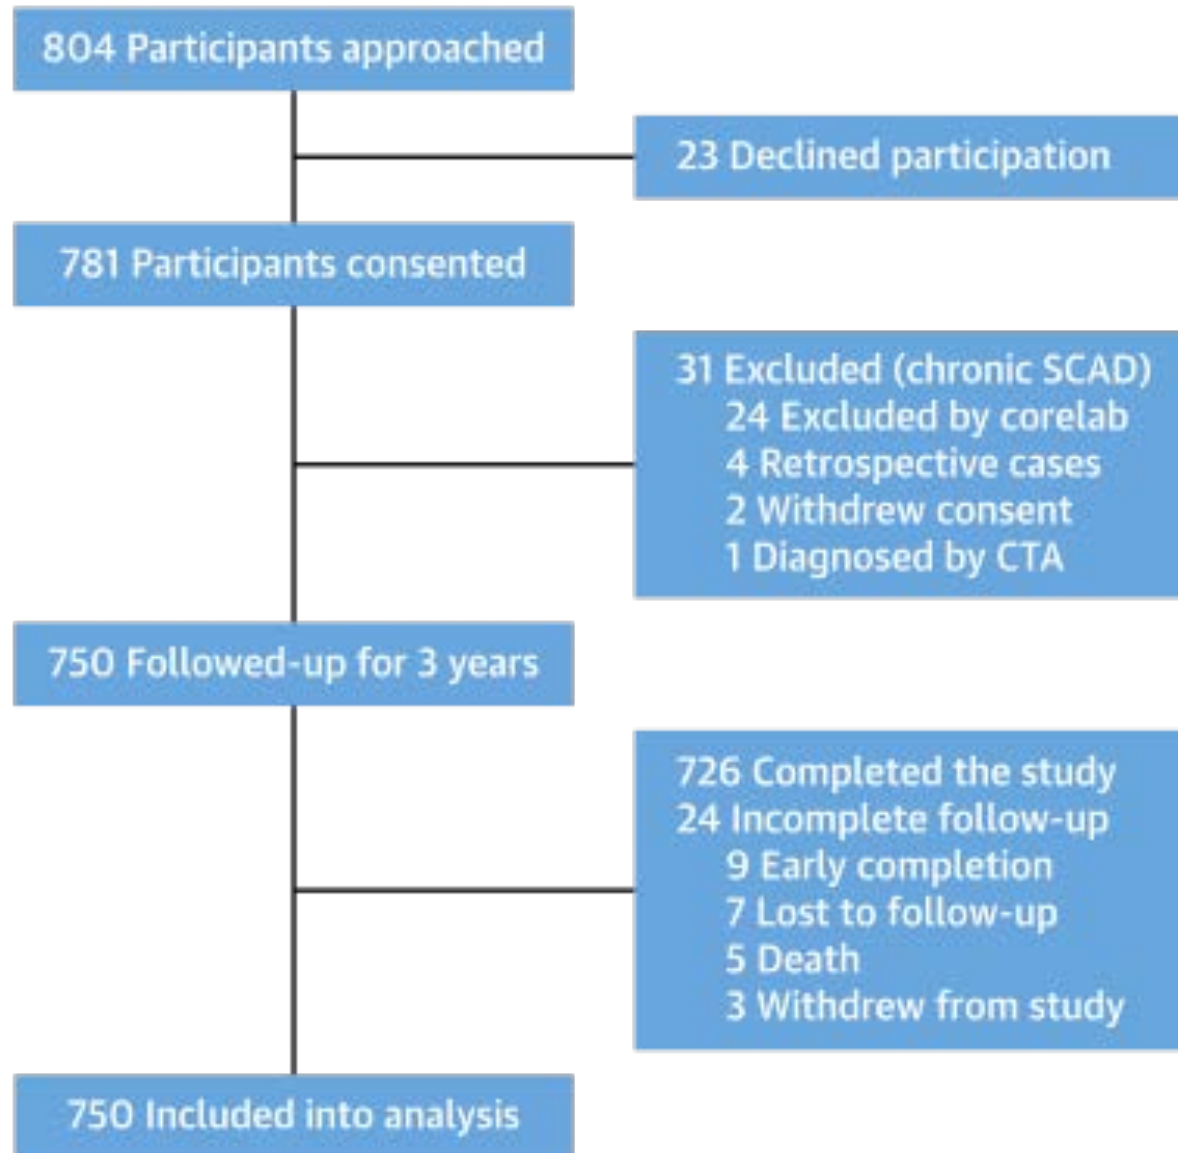 804 Participants approached
23 Declined participation
781 Participants consented
31 Excluded (chronic SCAD)
24 Excluded by corelab
4 Retrospective cases
2 Withdrew consent
1 Diagnosed by CTA
750 Followed-up for 3 years
726 Completed the study
24 Incomplete follow-up
9 Early completion
7 Lost to follow-up
5 Death
3 Withdrew from study
750 Included into analysis